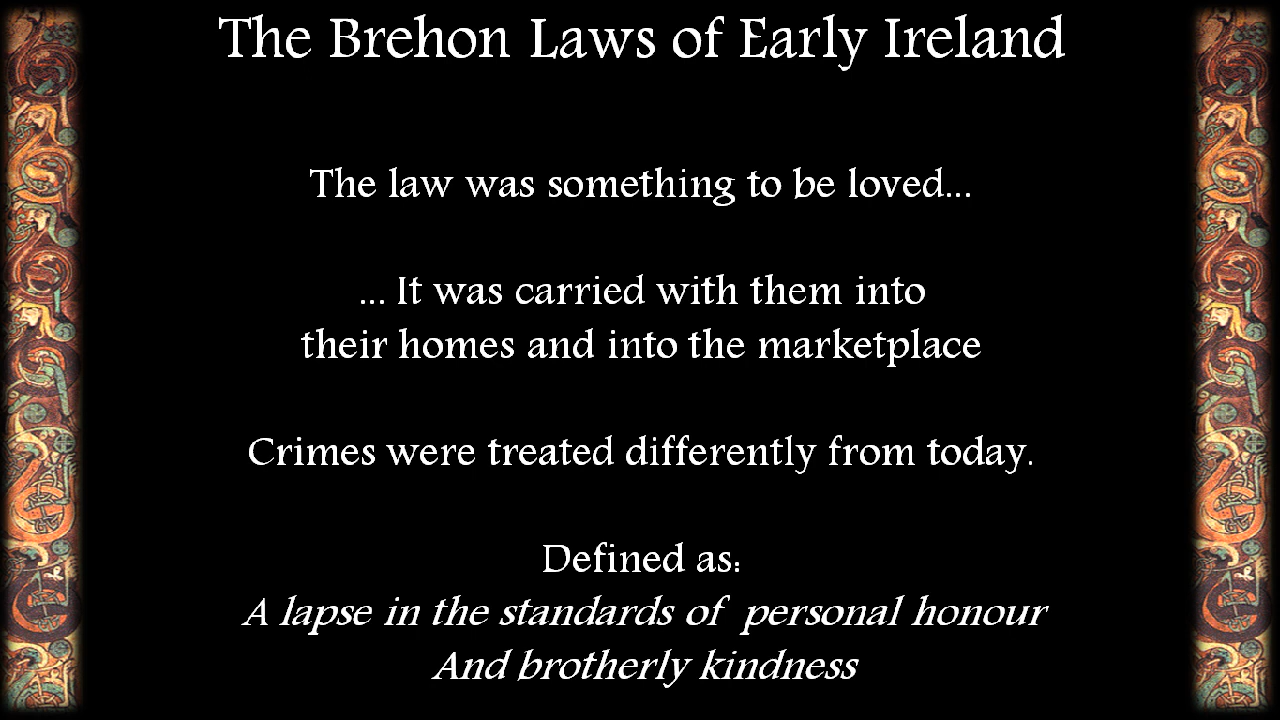 The Brehon Laws of Early Ireland
The law was something to be loved...
... It was carried with them into
their homes and into the marketplace
Crimes were treated differently from today.
Defined as:
A lapse in the standards of personal honour
And brotherly kindness